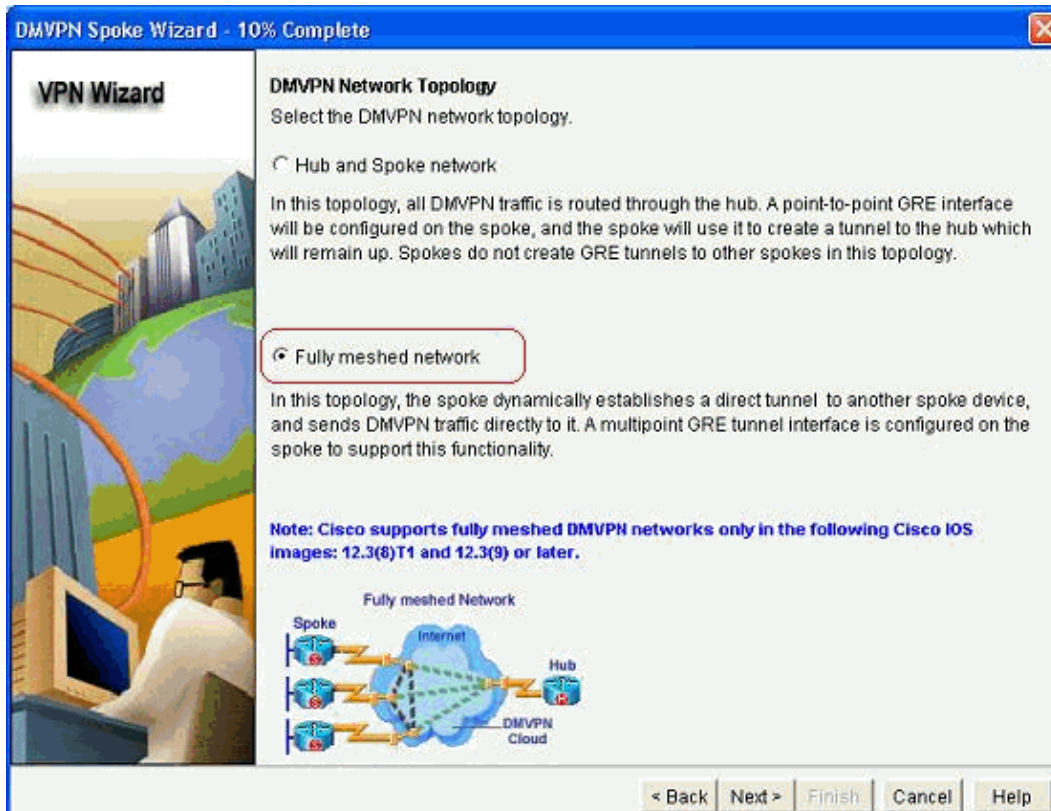 DMVPN Spoke Wizard - 10% Complete
VPN Wizard
DMVPN Network Topology
Select the DMVPN network topology.
Hub and Spoke network
In this topology, all DMVPN traffic is routed through the hub. A point-to-point GRE interface
will be configured on the spoke, and the spoke will use it to create a tunnel to the hub which
will remain up. Spokes do not create GRE tunnels to other spokes in this topology.
Fully meshed network
In this topology, the spoke dynamically establishes a direct tunnel to another spoke device,
and sends DMVPN traffic directly to it. A multipoint GRE tunnel interface is configured on the
spoke to support this functionality.
Note: Cisco supports fully meshed DMVPN networks only in the following Cisco IOS
images: 12.3(8)T1 and 12.3(9) or later.
Fully meshed Network
Spoke
Internet
Hub
S
S
S
H
DMVPN
Cloud
< Back
Next >
Finish
Cancel
Help